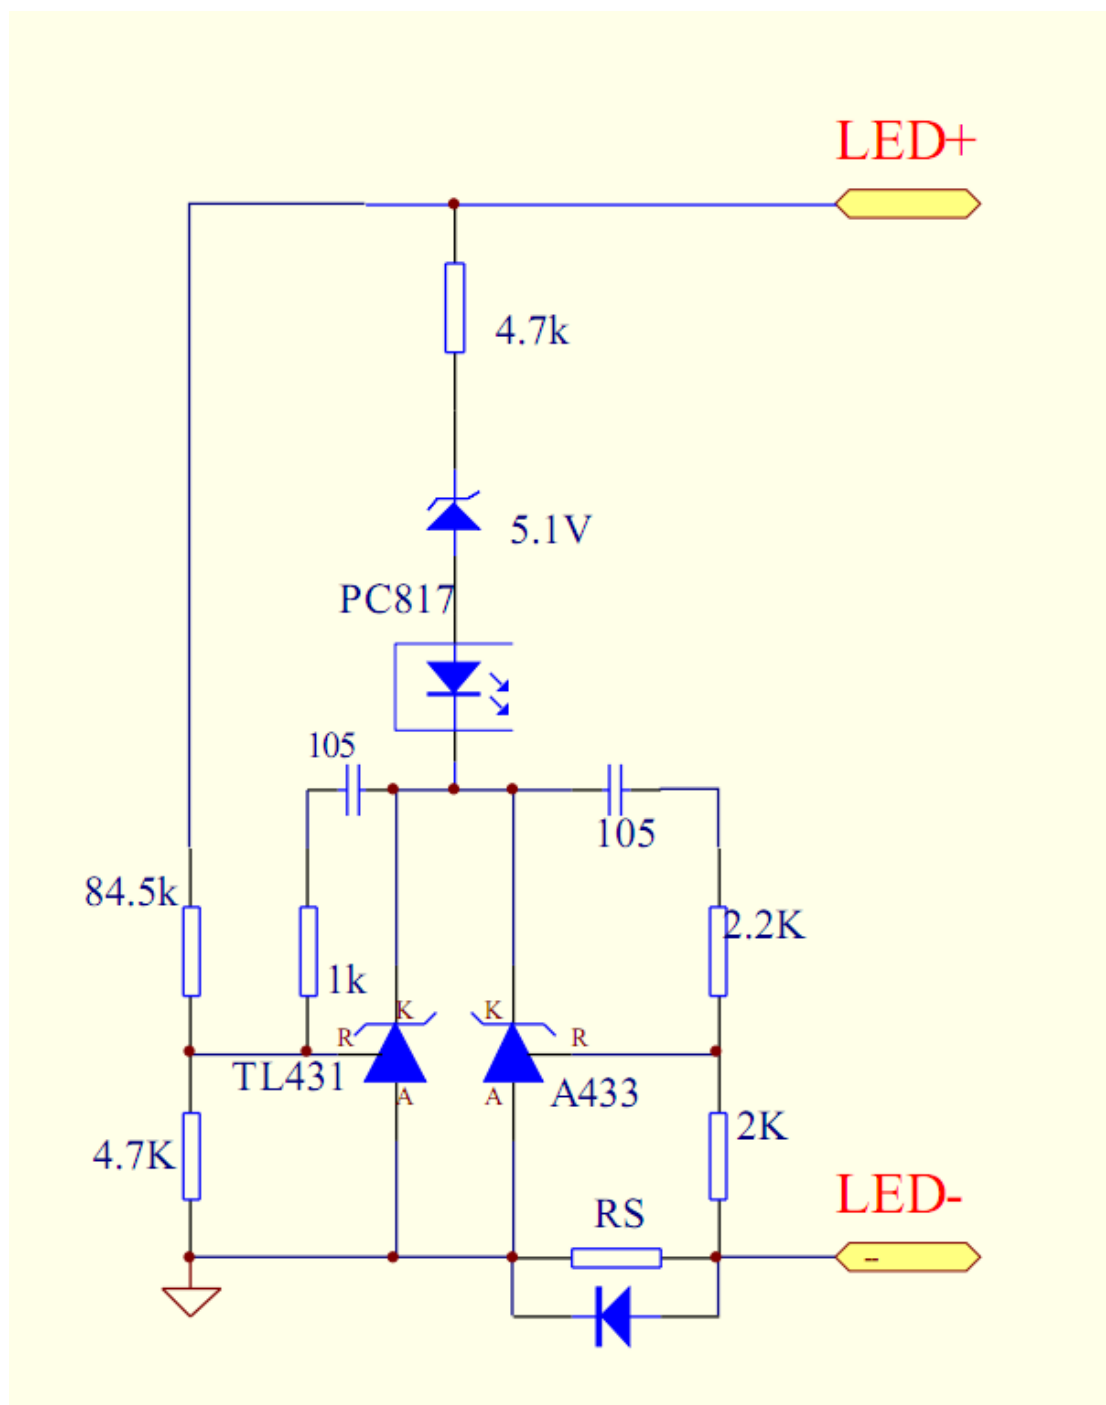 LED+
4.7k
5.1V
PC817
105
105
84.5k
2.2K
1k
K
K
R
R
TL431
A433
A
A
4.7K
2K
LED-
RS
--